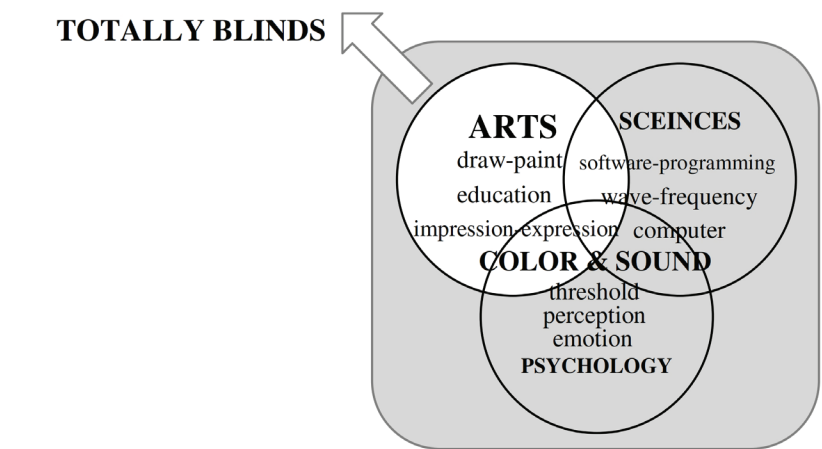 TOTALLY BLINDS
ARTS
draw-paint
education
impression-expression
SCEINCES
software-programming
wave-frequency
computer
COLOR & SOUND
threshold
perception
emotion
PSYCHOLOGY